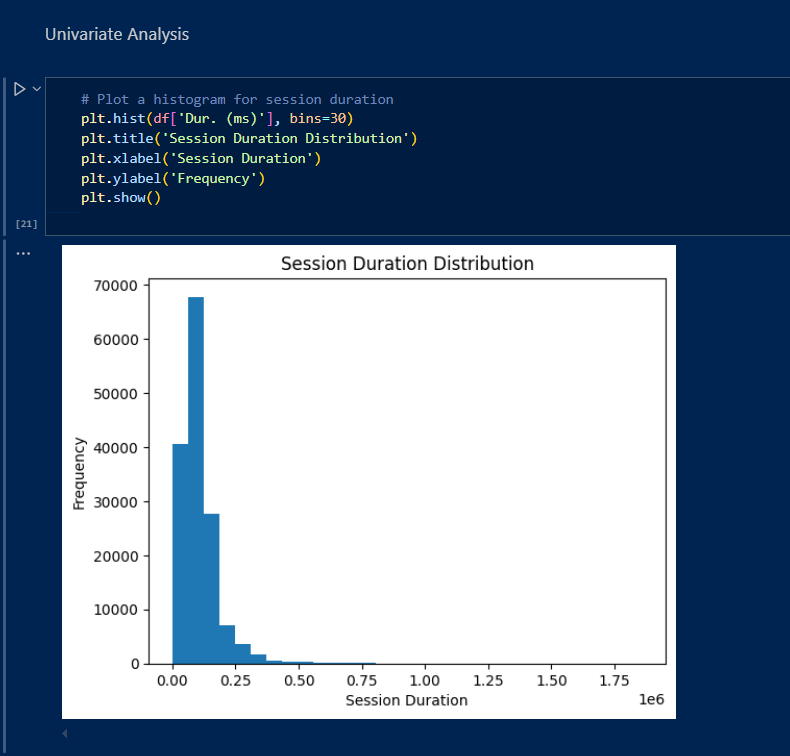 Univariate Analysis
# Plot a histogram for session duration
plt.hist(df['Dur. (ms)'], bins=30)
plt.title('Session Duration Distribution')
plt.xlabel('Session Duration')
plt.ylabel('Frequency')
plt.show()
[21]
Session Duration Distribution
70000
60000
50000
40000
30000
20000
10000
0
Frequency
0.00 0.25 0.50 0.75 1.00 1.25 1.50 1.75
1e6
Session Duration